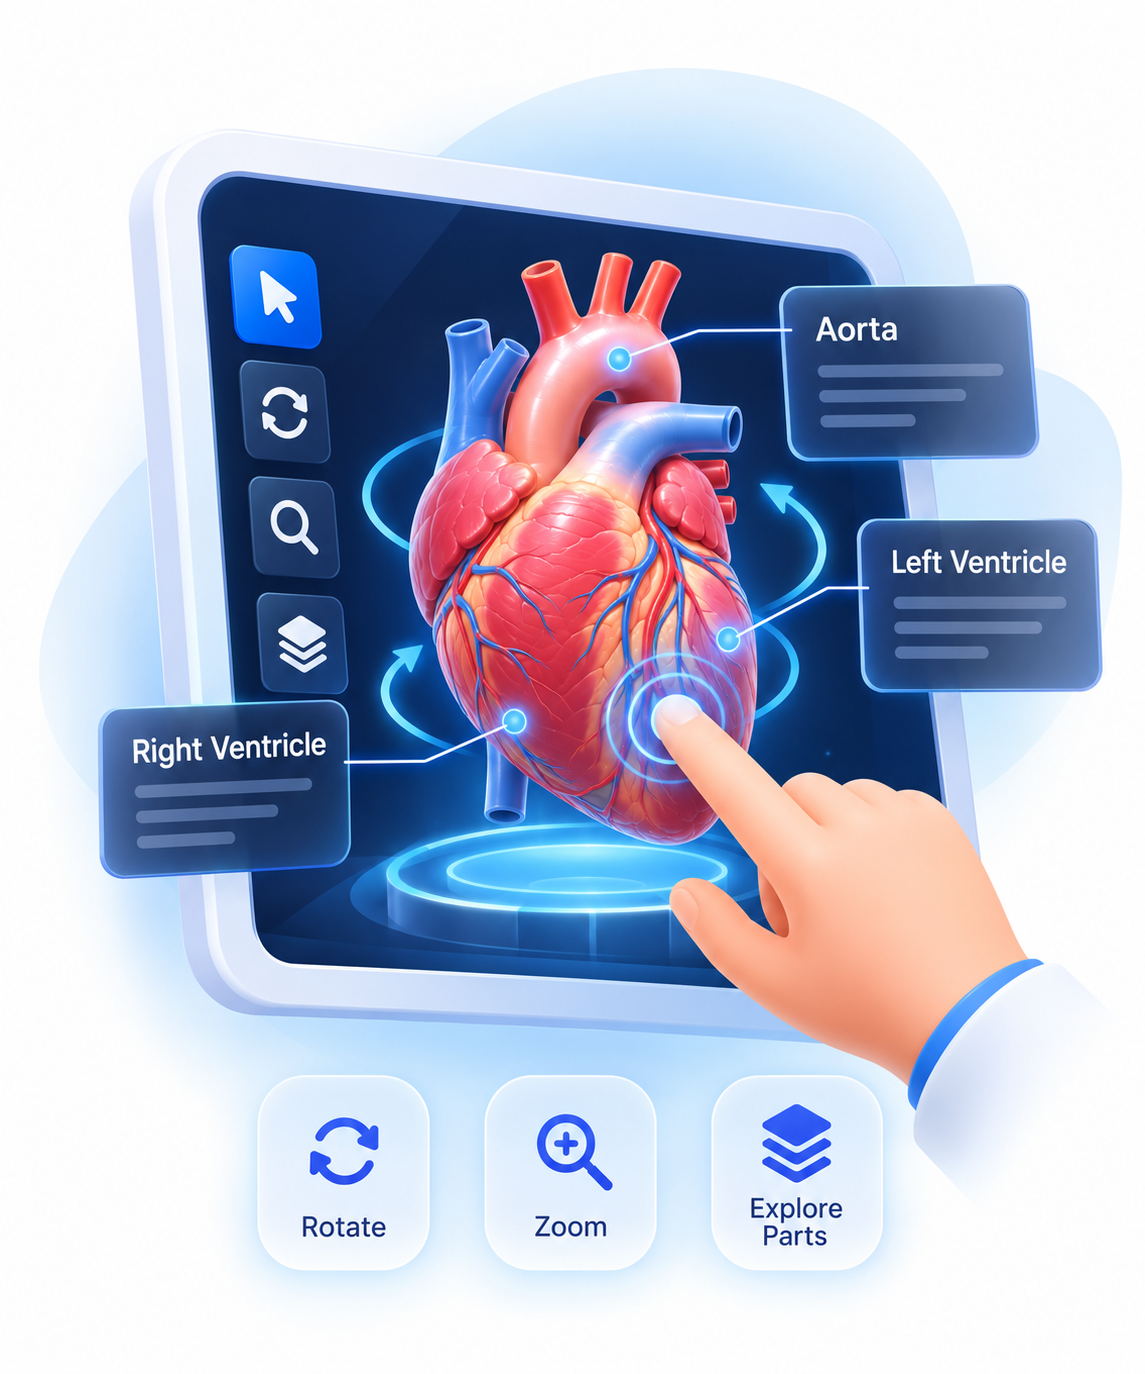 Aorta
Left Ventricle
Right Ventricle
Rotate
Zoom
Explore
Parts